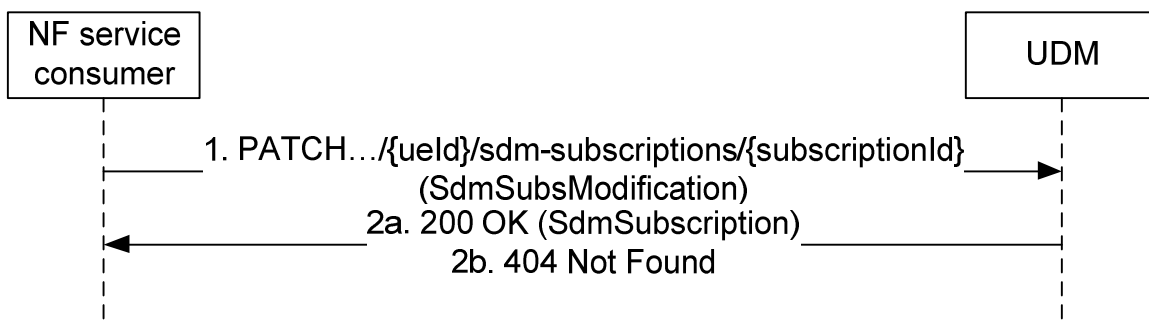 NF service
consumer
UDM
1. PATCH…/{ueId}/sdm-subscriptions/{subscriptionId}
(SdmSubsModification)
2a. 200 OK (SdmSubscription)
2b. 404 Not Found